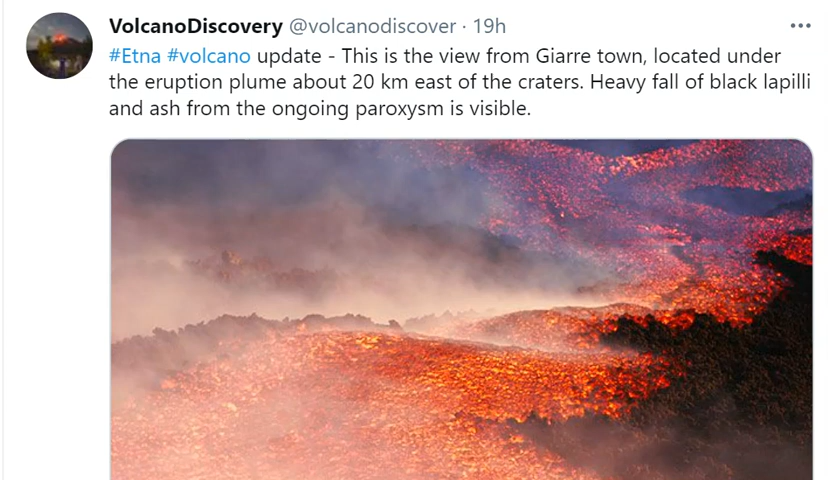 VolcanoDiscovery @volcanodiscover · 19h
#Etna #volcano update - This is the view from Giarre town, located under
the eruption plume about 20 km east of the craters. Heavy fall of black lapilli
and ash from the ongoing paroxysm is visible.